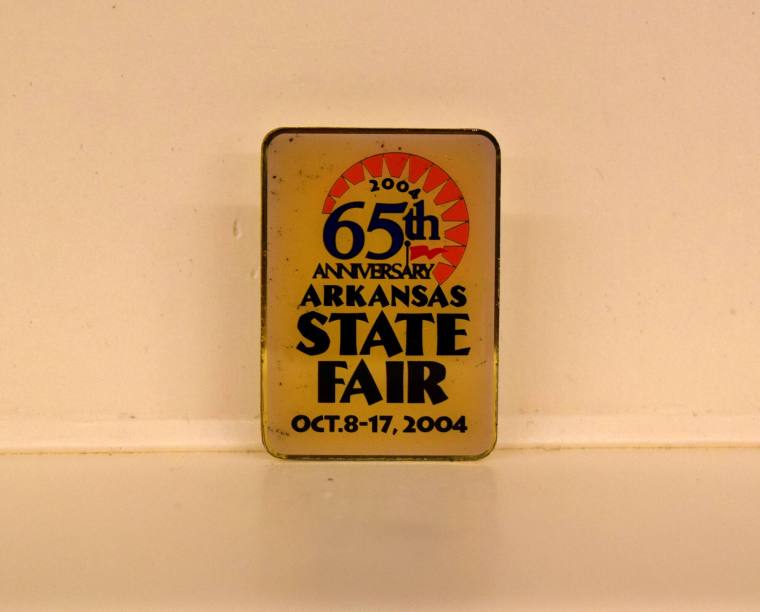 2004
65th
ANNIVERSARY
ARKANSAS
STATE
FAIR
OCT.8-17, 2004